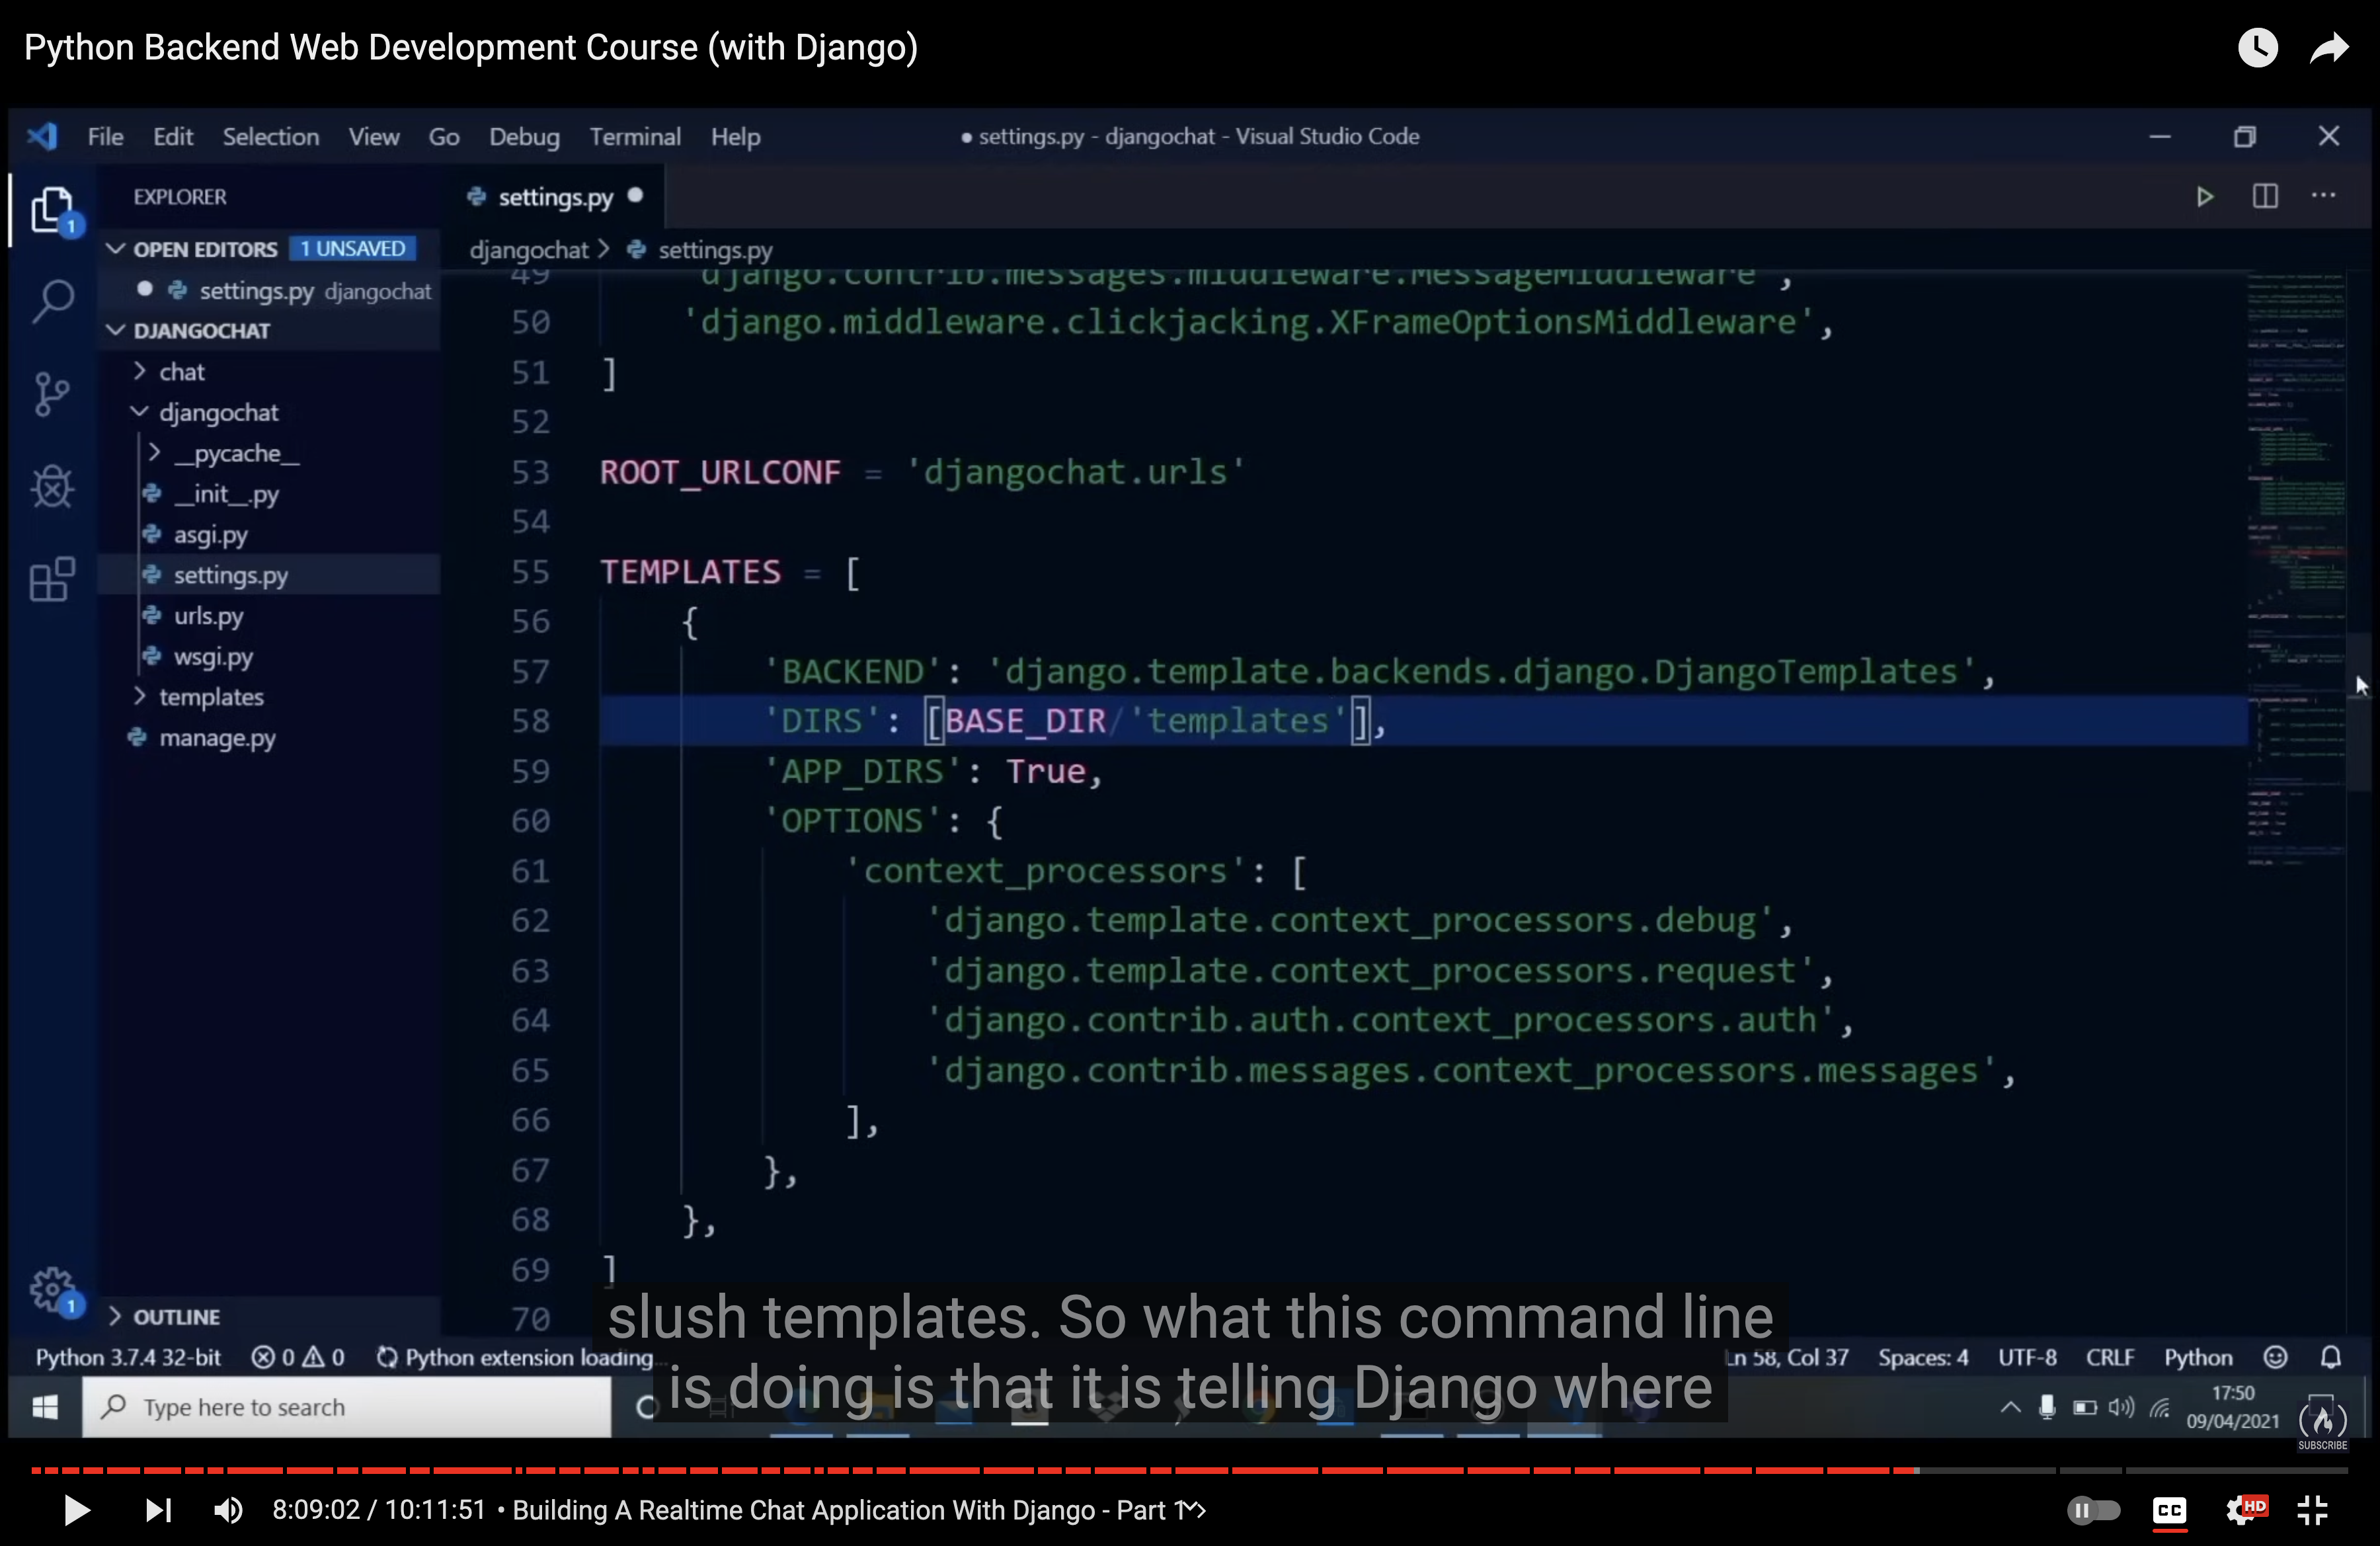 Python Backend Web Development Course (with Django)
File Edit Selection View Go Debug Terminal Help
● settings.py - djangochat - Visual Studio Code
EXPLORER
OPEN EDITORS 1 UNSAVED
settings.py djangochat
DJANGOCHAT
chat
djangochat
__pycache__
__init__.py
asgi.py
settings.py
urls.py
wsgi.py
templates
manage.py
OUTLINE
1
1
settings.py
djangochat > settings.py
49 'django.contrib.messages.middleware.MessageMiddleware',
50 'django.middleware.clickjacking.XFrameOptionsMiddleware',
51 ]
52
53 ROOT_URLCONF = 'djangochat.urls'
54
55 TEMPLATES = [
56 {
57 'BACKEND': 'django.template.backends.django.DjangoTemplates',
58 'DIRS': [BASE_DIR/'templates'],
59 'APP_DIRS': True,
60 'OPTIONS': {
61 'context_processors': [
62 'django.template.context_processors.debug',
63 'django.template.context_processors.request',
64 'django.contrib.auth.context_processors.auth',
65 'django.contrib.messages.context_processors.messages',
66 ],
67 },
68 },
69 ]
70
slush templates. So what this command line
is doing is that it is telling Django where
Python 3.7.4 32-bit 0 0 Python extension loading...
Ln 58, Col 37 Spaces: 4 UTF-8 CRLF Python
Type here to search
17:50
09/04/2021
SUBSCRIBE
8:09:02 / 10:11:51 • Building A Realtime Chat Application With Django - Part 1
CC
HD